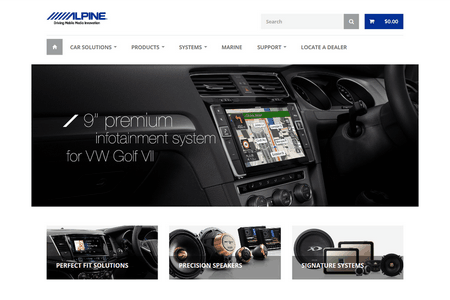 ALPINE
Driving Mobile Media Innovation
Search
$0.00
CAR SOLUTIONS
PRODUCTS
SYSTEMS
MARINE
SUPPORT
LOCATE A DEALER
9" premium
infotainment system
for VW Golf VII
PERFECT FIT SOLUTIONS
PRECISION SPEAKERS
SIGNATURE SYSTEMS